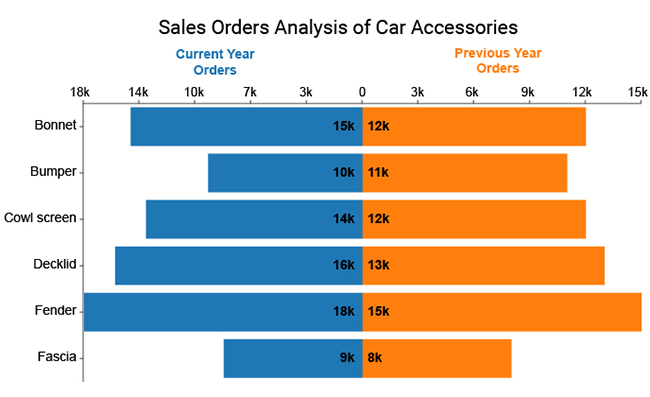 Sales Orders Analysis of Car Accessories
Current Year
Orders
Previous Year
Orders
18k 14k 10k 7k 3k 0 3k 6k 9k 12k 15k
Bonnet 15k 12k
Bumper 10k 11k
Cowl screen 14k 12k
Decklid 16k 13k
Fender 18k 15k
Fascia 9k 8k